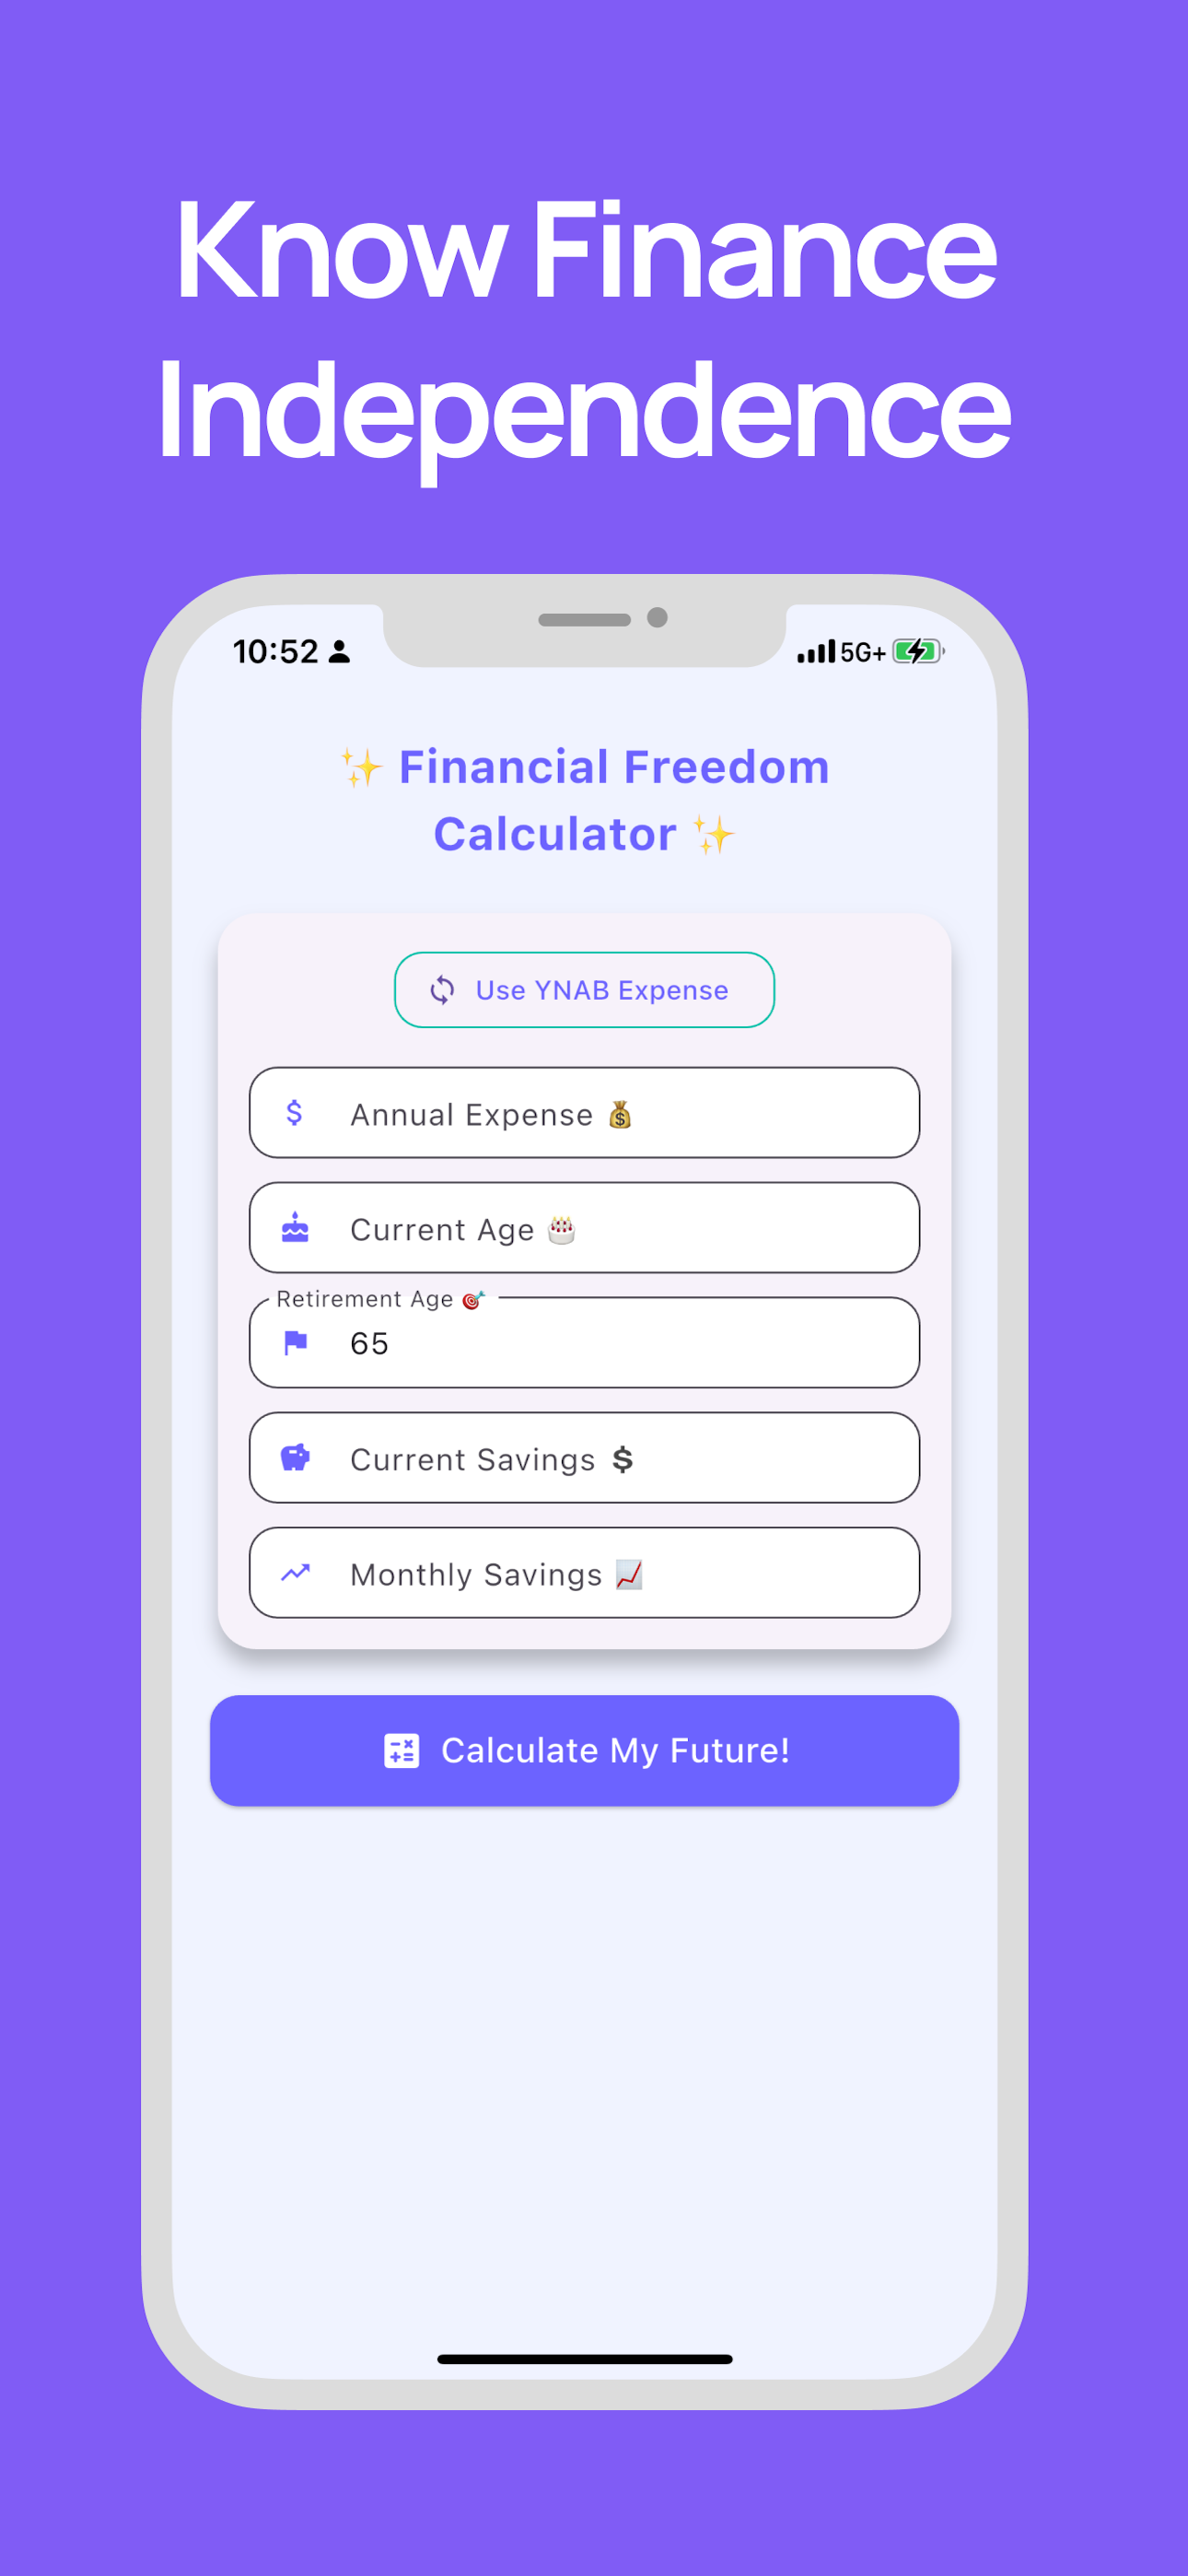 Know Finance
Independence
10:52 5G+
✨ Financial Freedom
Calculator ✨
Use YNAB Expense
$ Annual Expense 💰
Current Age 🎂
Retirement Age 🎯
65
Current Savings 💲
Monthly Savings 📈
Calculate My Future!